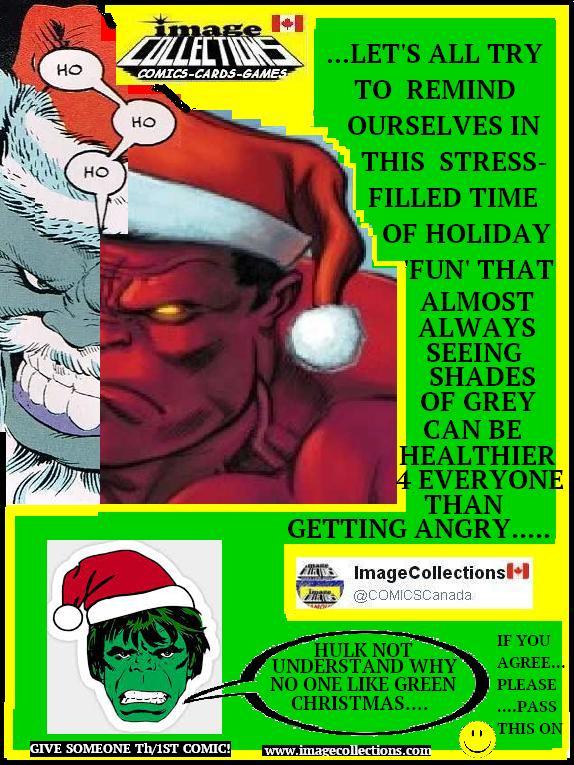 image
COLLECTIONS
COMICS-CARDS-GAMES
HO
HO
HO
...LET'S ALL TRY
TO REMIND
OURSELVES IN
THIS STRESS-
FILLED TIME
OF HOLIDAY
'FUN' THAT
ALMOST
ALWAYS
SEEING
SHADES
OF GREY
CAN BE
HEALTHIER
4 EVERYONE
THAN
GETTING ANGRY.....
ImageCollections
@COMICSCanada
HULK NOT
UNDERSTAND WHY
NO ONE LIKE GREEN
CHRISTMAS....
IF YOU
AGREE...
PLEASE
....PASS
THIS ON
GIVE SOMEONE Th/1ST COMIC!
www.imagecollections.com